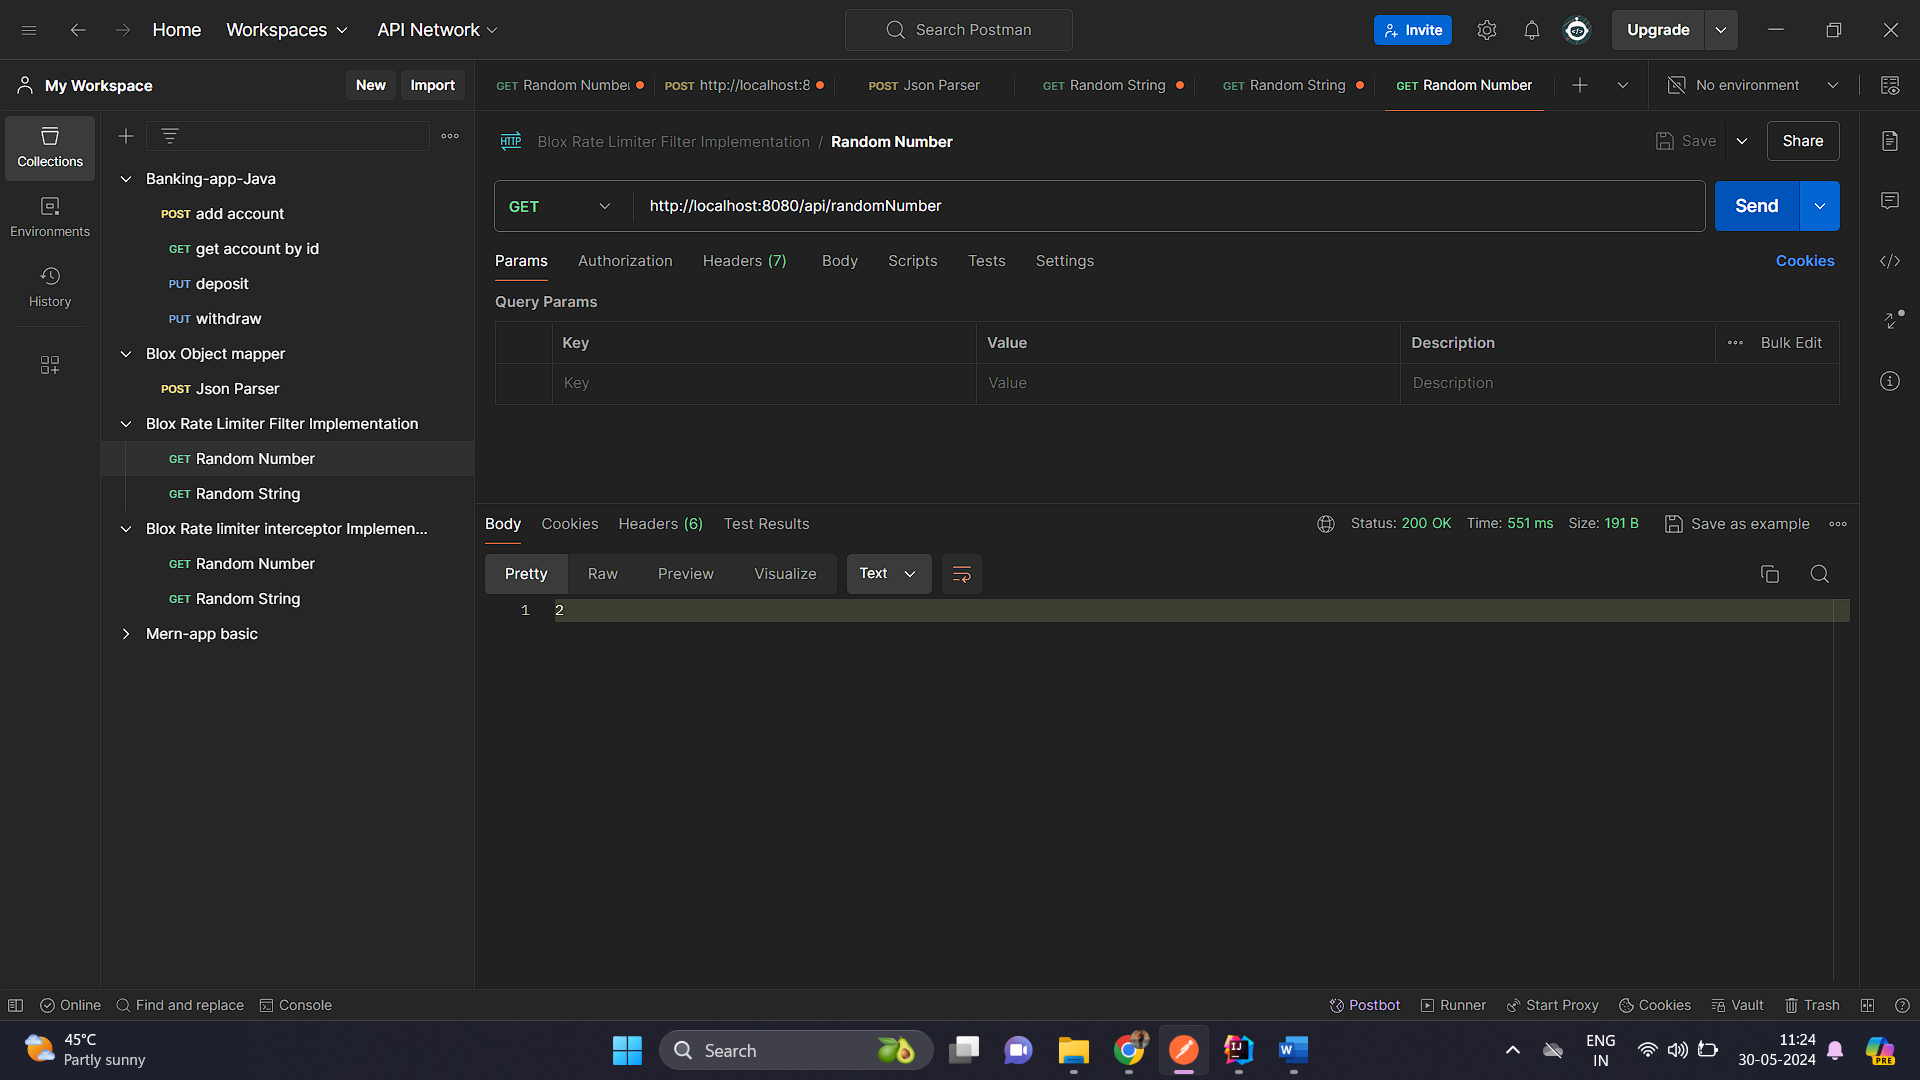 Home Workspaces API Network Search Postman Invite Upgrade
My Workspace New Import
GET Random Number POST http://localhost:8 POST Json Parser GET Random String GET Random String GET Random Number No environment
Collections
Environments
History
Banking-app-Java
POST add account
GET get account by id
PUT deposit
PUT withdraw
Blox Object mapper
POST Json Parser
Blox Rate Limiter Filter Implementation
GET Random Number
GET Random String
Blox Rate limiter interceptor Implemen...
GET Random Number
GET Random String
Mern-app basic
HTTP Blox Rate Limiter Filter Implementation / Random Number Save Share
GET http://localhost:8080/api/randomNumber Send
Params Authorization Headers (7) Body Scripts Tests Settings Cookies
Query Params
Key Value Description Bulk Edit
Key Value Description
Body Cookies Headers (6) Test Results Status: 200 OK Time: 551 ms Size: 191 B Save as example
Pretty Raw Preview Visualize Text
1 2
Online Find and replace Console Postbot Runner Start Proxy Cookies Vault Trash
45°C
Partly sunny
Search
ENG
IN
11:24
30-05-2024
PRE